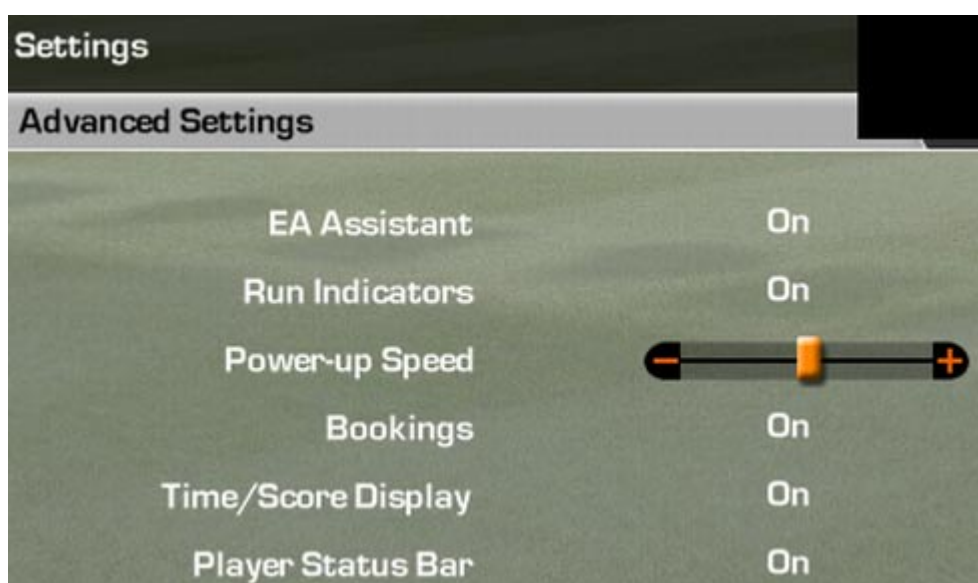 Settings
Advanced Settings
EA Assistant On
Run Indicators On
Power-up Speed - +
Bookings On
Time/Score Display On
Player Status Bar On